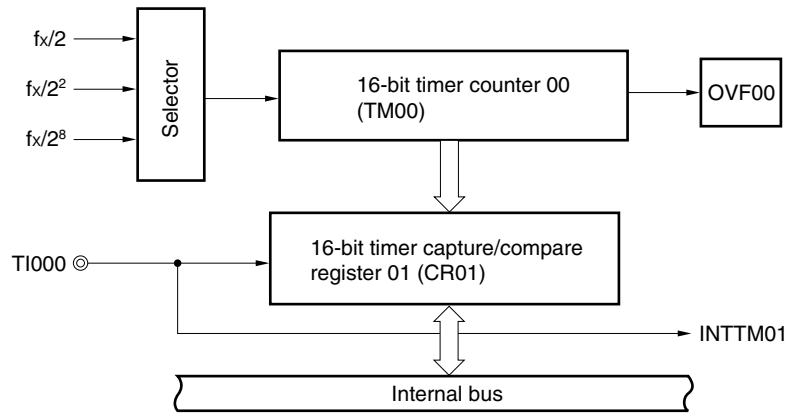 fx/2
fx/2²
fx/2⁸
Selector
16-bit timer counter 00
(TM00)
OVF00
TI000
16-bit timer capture/compare
register 01 (CR01)
INTTM01
Internal bus